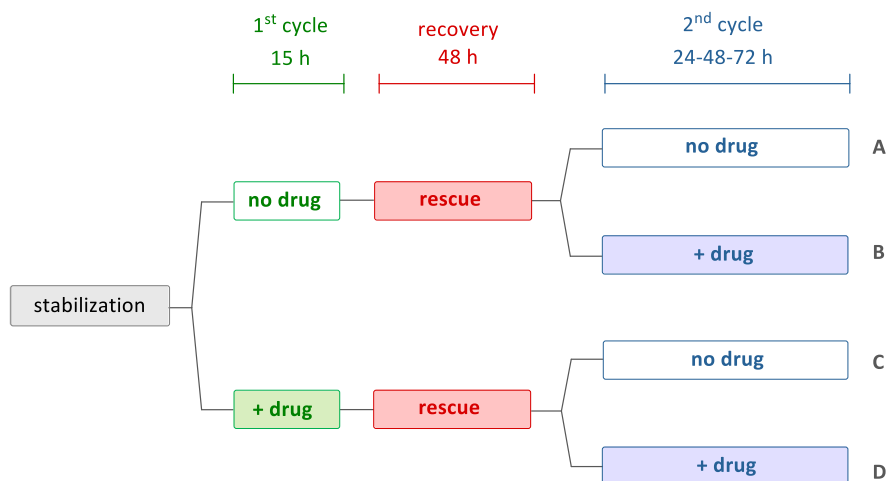 1st cycle
15 h
recovery
48 h
2nd cycle
24-48-72 h
no drug
A
no drug
rescue
+ drug
B
stabilization
no drug
C
+ drug
rescue
+ drug
D